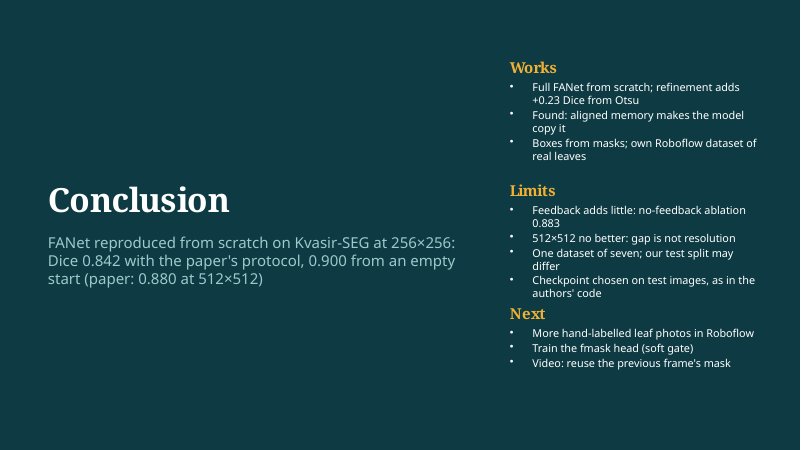 Conclusion
FANet reproduced from scratch on Kvasir-SEG at 256×256:
Dice 0.842 with the paper's protocol, 0.900 from an empty
start (paper: 0.880 at 512×512)
Works
• Full FANet from scratch; refinement adds
+0.23 Dice from Otsu
• Found: aligned memory makes the model
copy it
• Boxes from masks; own Roboflow dataset of
real leaves
Limits
• Feedback adds little: no-feedback ablation
0.883
• 512×512 no better: gap is not resolution
• One dataset of seven; our test split may
differ
• Checkpoint chosen on test images, as in the
authors' code
Next
• More hand-labelled leaf photos in Roboflow
• Train the fmask head (soft gate)
• Video: reuse the previous frame's mask